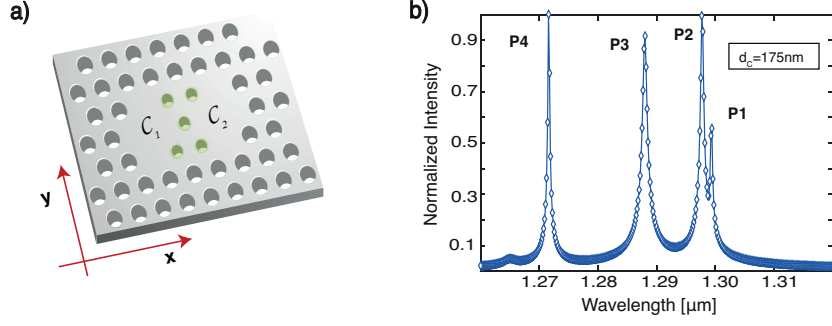 a)
C1
C2
y
x
b)
Normalized Intensity
0.9
0.7
0.5
0.3
0.1
P4
P3
P2
P1
dC=175nm
1.27
1.28
1.29
1.30
1.31
Wavelength [μm]